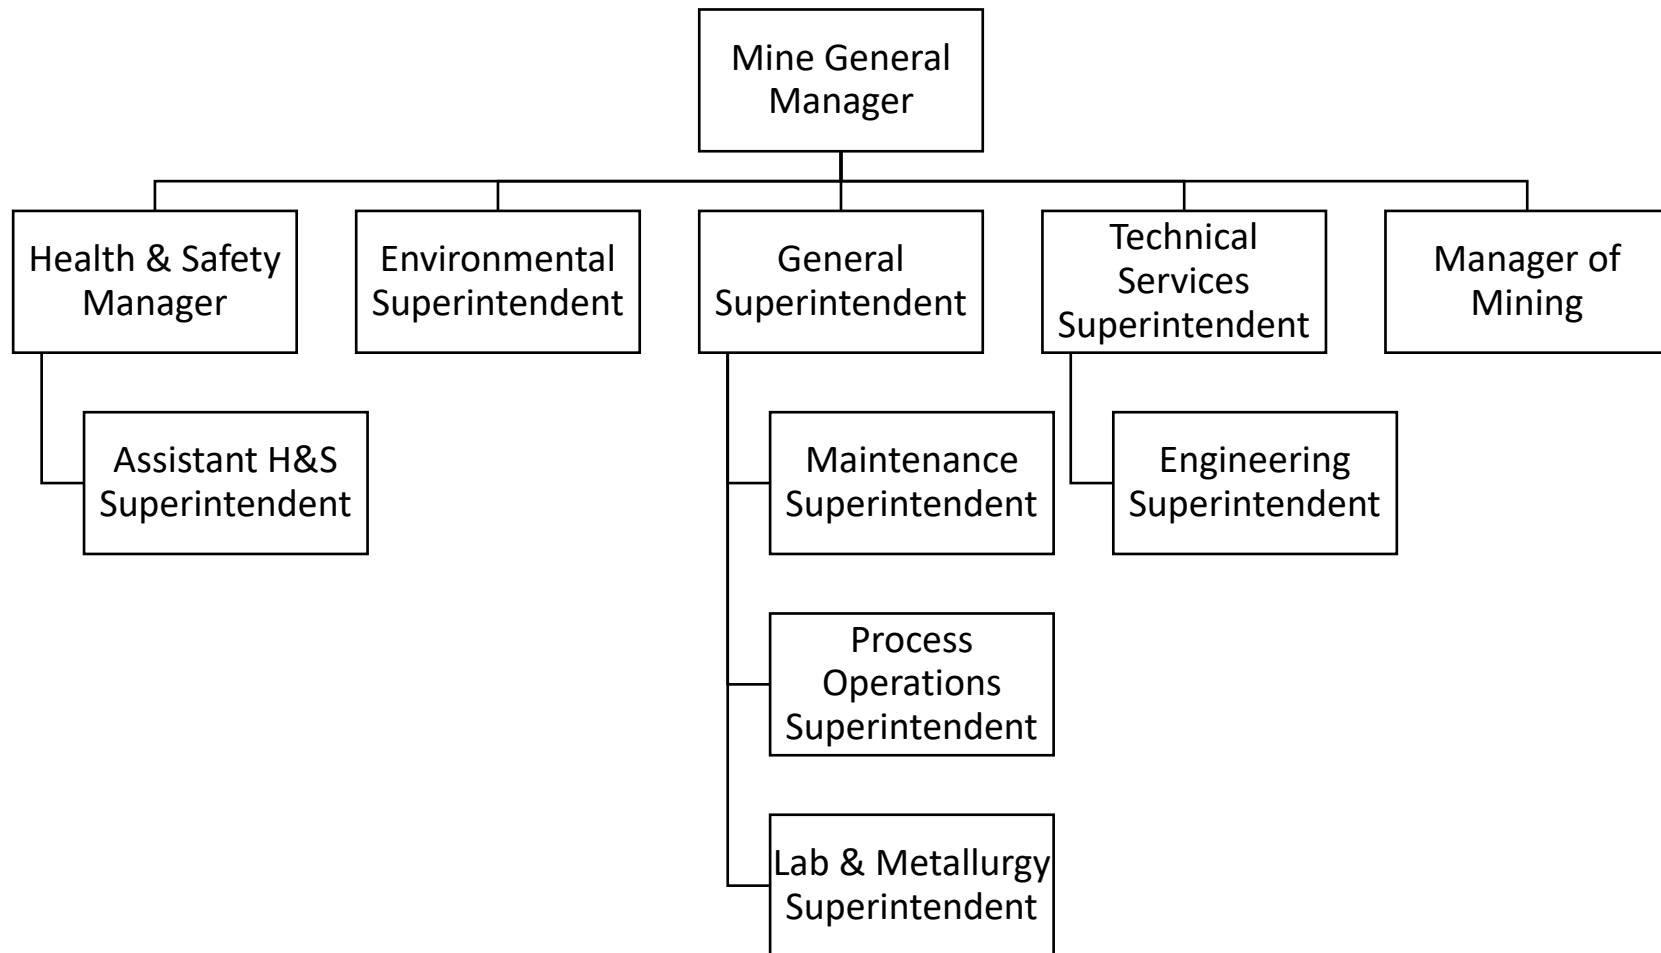 Mine General
Manager
Health & Safety
Manager
Environmental
Superintendent
General
Superintendent
Technical
Services
Superintendent
Manager of
Mining
Assistant H&S
Superintendent
Maintenance
Superintendent
Engineering
Superintendent
Process
Operations
Superintendent
Lab & Metallurgy
Superintendent